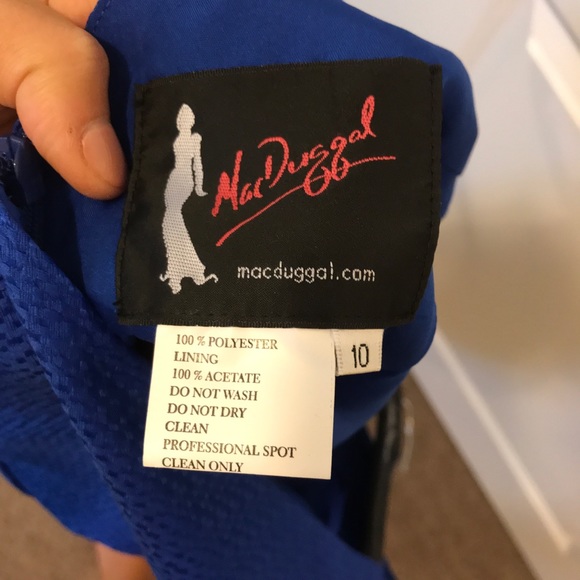 MacDuggal
macduggal.com
100% POLYESTER
LINING
100% ACETATE
DO NOT WASH
DO NOT DRY
CLEAN
PROFESSIONAL SPOT
CLEAN ONLY
10